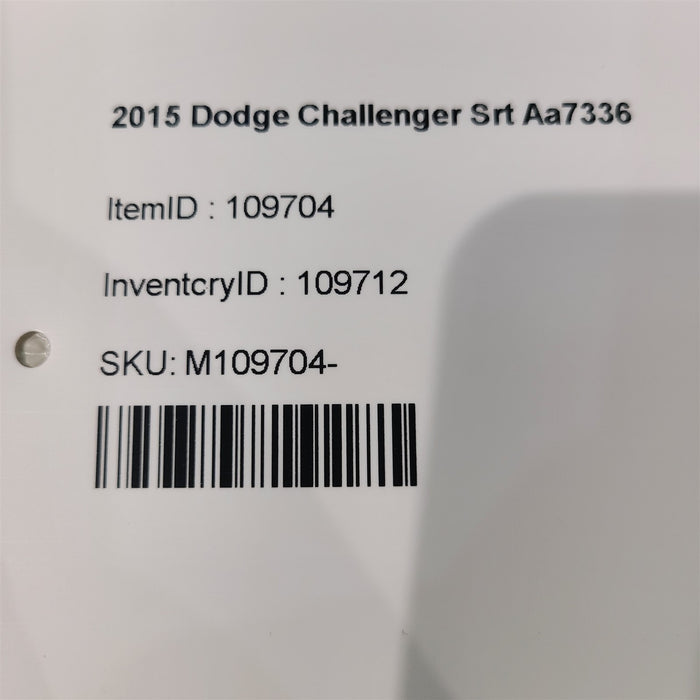 2015 Dodge Challenger Srt Aa7336
ItemID : 109704
InventcryID : 109712
SKU: M109704-